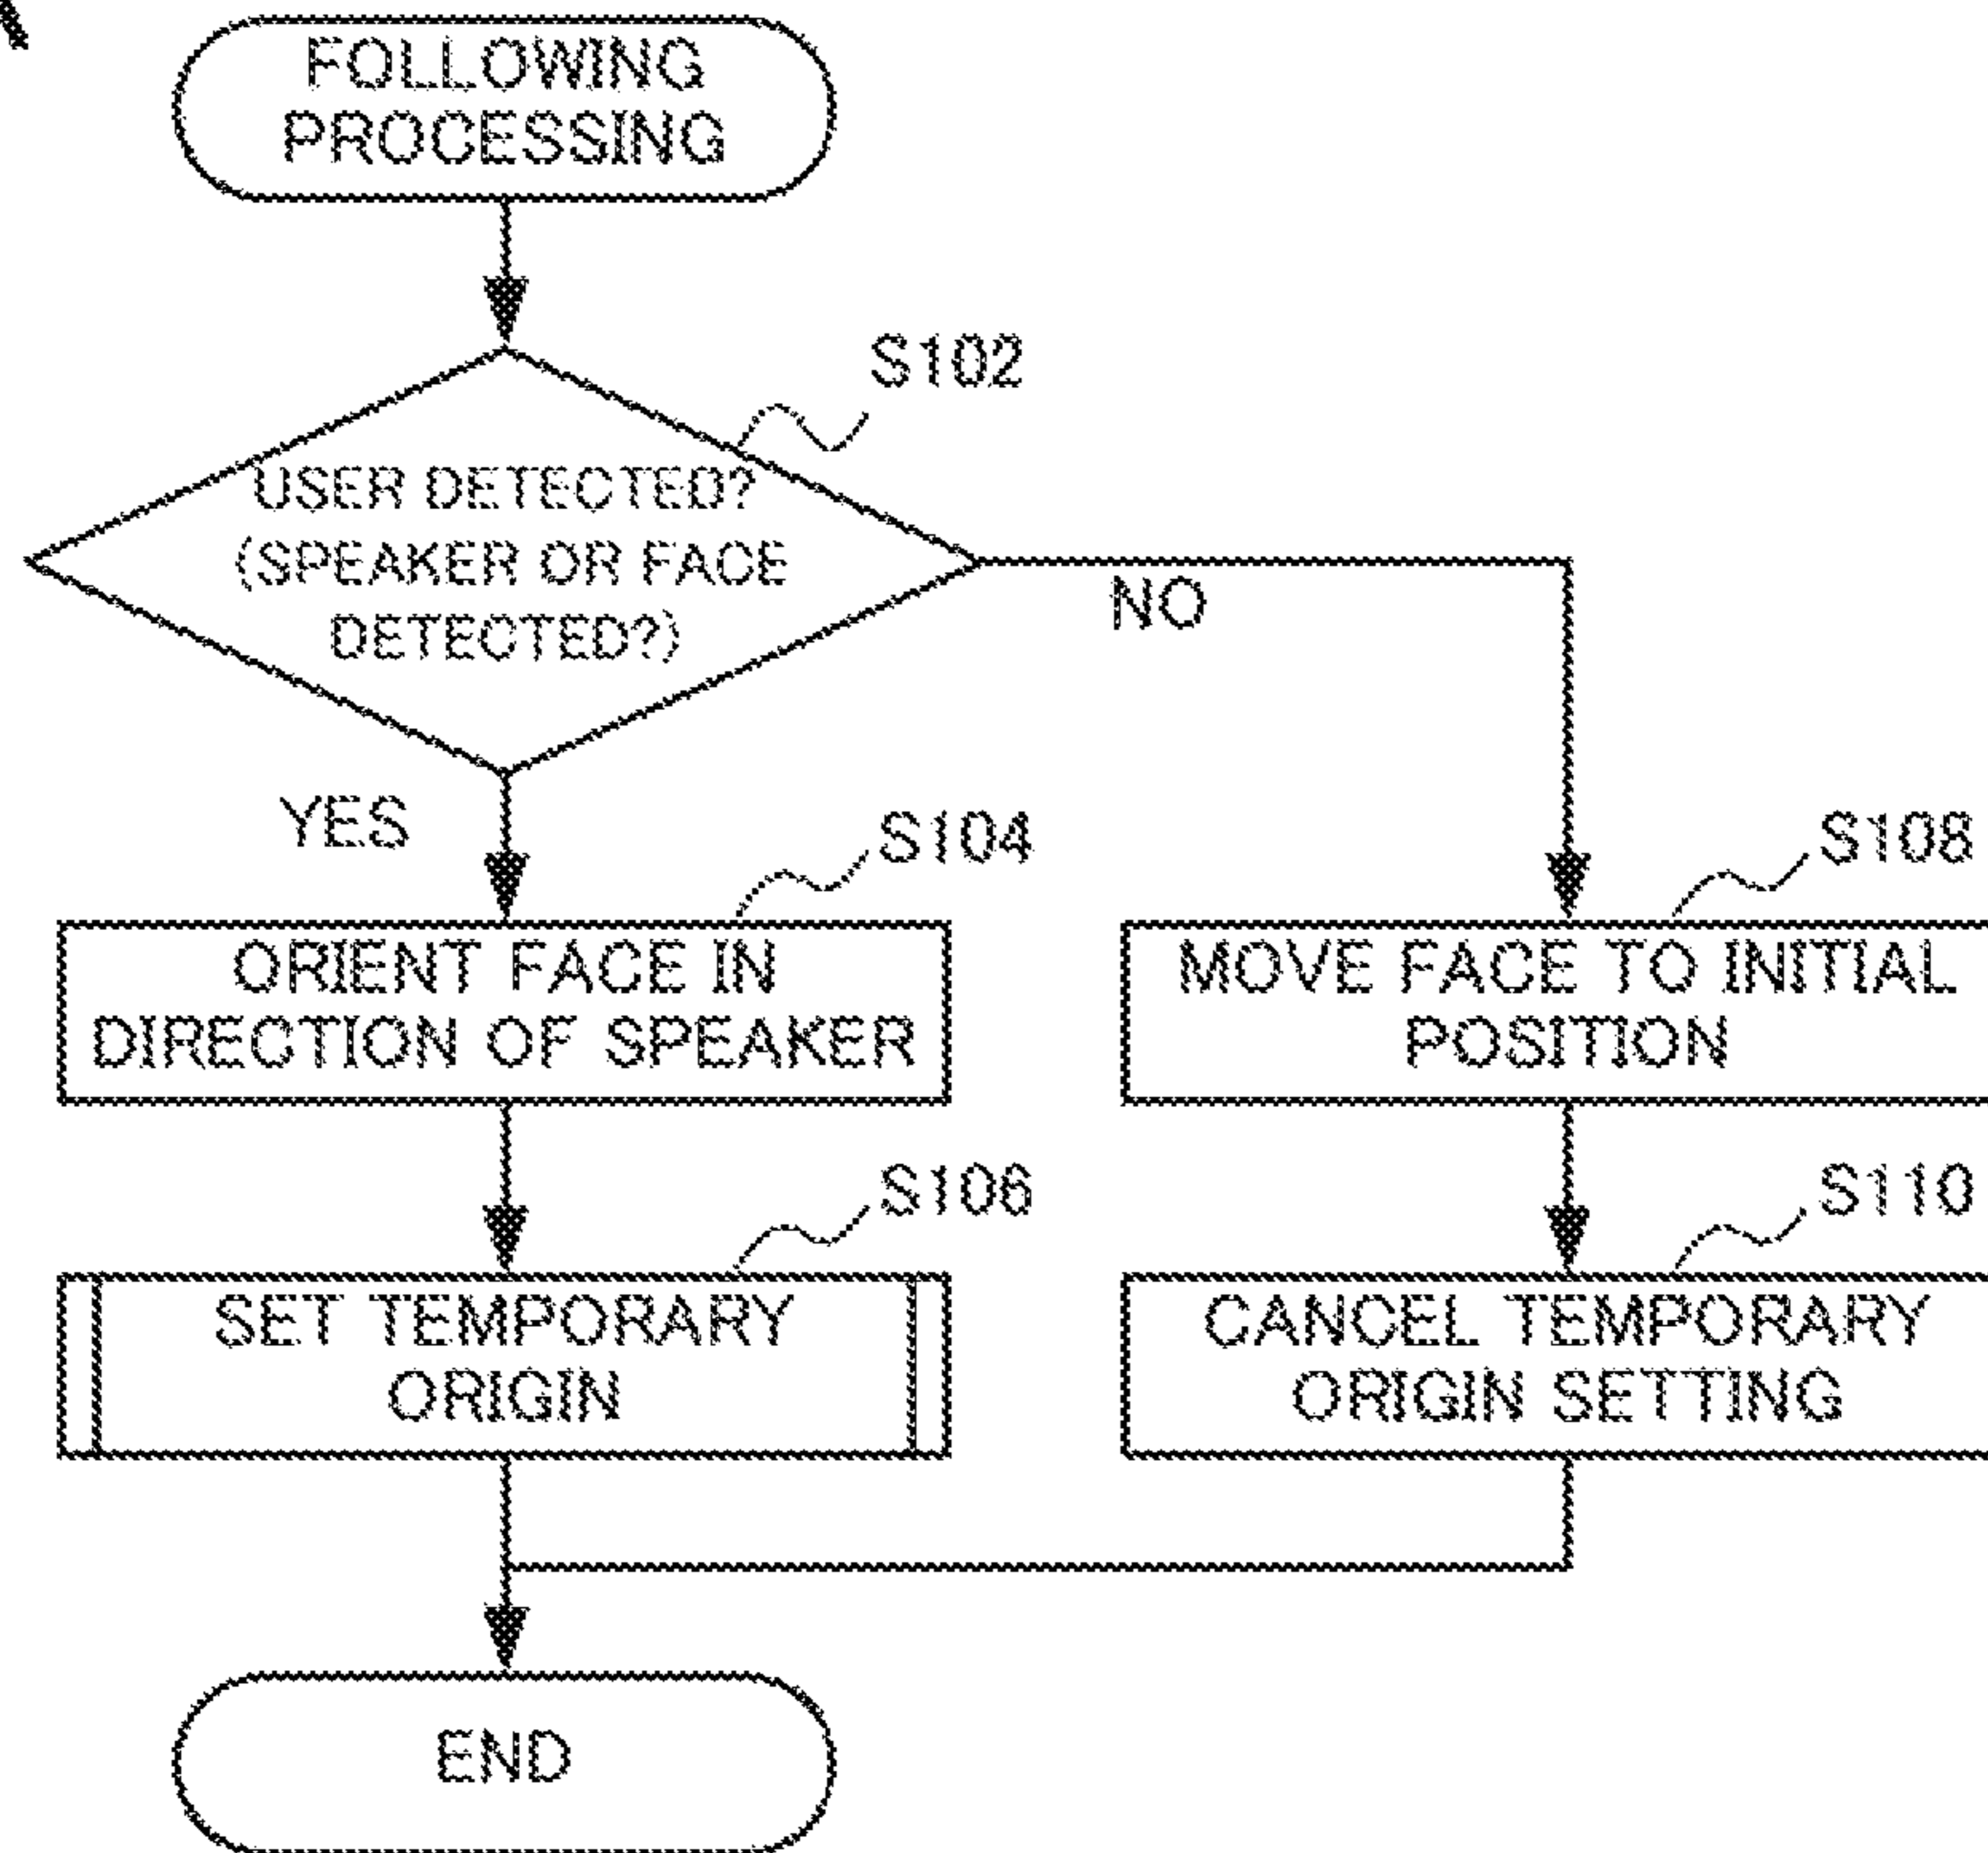 FOLLOWING
PROCESSING
S102
USER DETECTED?
(SPEAKER OR FACE
DETECTED?)
NO
YES
S104
ORIENT FACE IN
DIRECTION OF SPEAKER
S108
MOVE FACE TO INITIAL
POSITION
S106
SET TEMPORARY
ORIGIN
S110
CANCEL TEMPORARY
ORIGIN SETTING
END